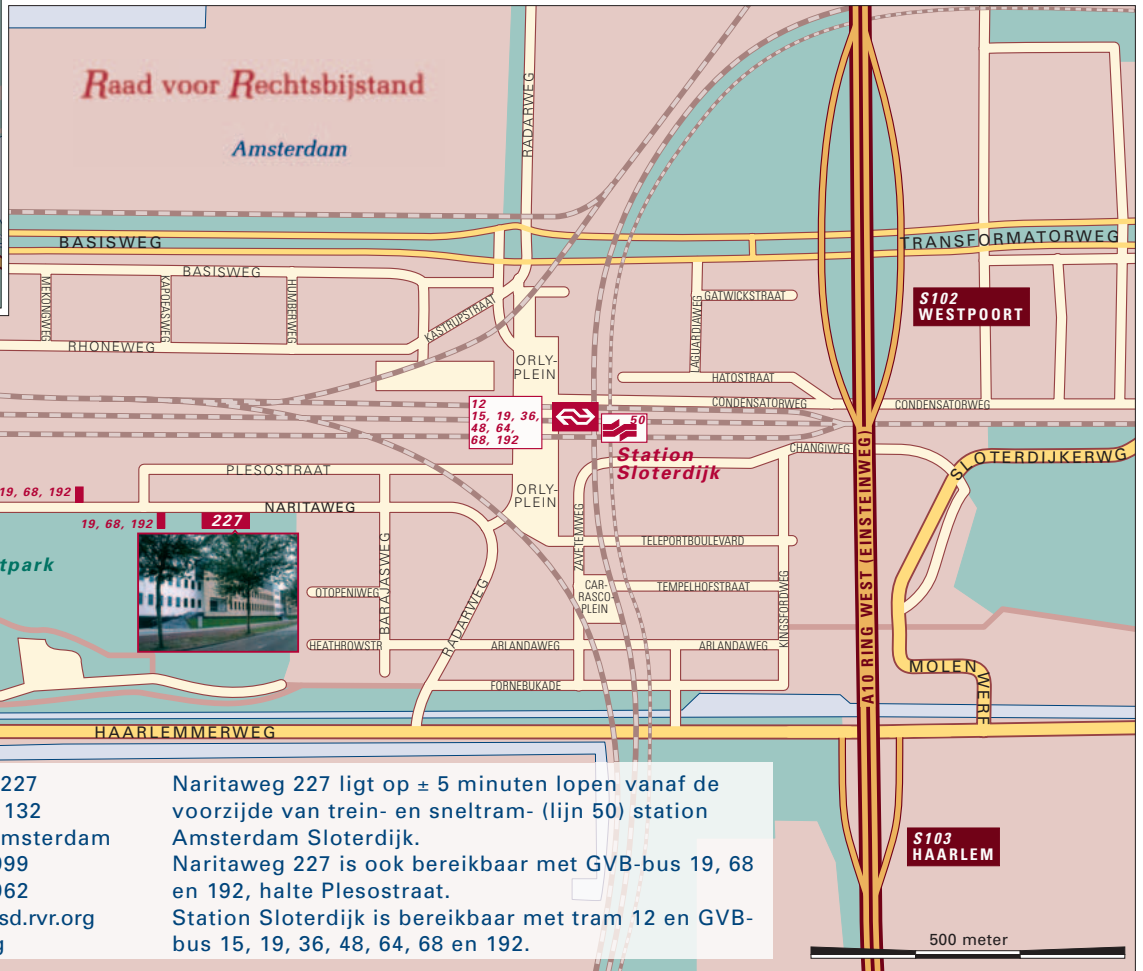 Raad voor Rechtsbijstand
Amsterdam
RADARWEG
BASISWEG
TRANSFORMATORWEG
BASISWEG
MEKONGWEG
KAPOEASWEG
HUMBERWEG
KASTRUPSTRAAT
LAGUARDIAWEG
GATWICKSTRAAT
S102
WESTPOORT
RHONEWEG
ORLY-
PLEIN
HATOSTRAAT
CONDENSATORWEG
CONDENSATORWEG
12
15, 19, 36,
48, 64,
68, 192
50
Station
Sloterdijk
CHANGIWEG
SLOTERDIJKERWG
PLESOSTRAAT
19, 68, 192
NARITAWEG
ORLY-
PLEIN
19, 68, 192
227
ZAVETEMWEG
TELEPORTBOULEVARD
A10 RING WEST (EINSTEINWEG)
tpark
BARAJASWEG
OTOPENIWEG
RADARWEG
CAR-
RASCO-
PLEIN
TEMPELHOFSTRAAT
KINGSFORDWEG
HEATHROWSTR
ARLANDAWEG
ARLANDAWEG
MOLENWERF
FORNEBUKADE
HAARLEMMERWEG
227
132
msterdam
999
962
sd.rvr.org
g
Naritaweg 227 ligt op ± 5 minuten lopen vanaf de
voorzijde van trein- en sneltram- (lijn 50) station
Amsterdam Sloterdijk.
Naritaweg 227 is ook bereikbaar met GVB-bus 19, 68
en 192, halte Plesostraat.
Station Sloterdijk is bereikbaar met tram 12 en GVB-
bus 15, 19, 36, 48, 64, 68 en 192.
S103
HAARLEM
500 meter